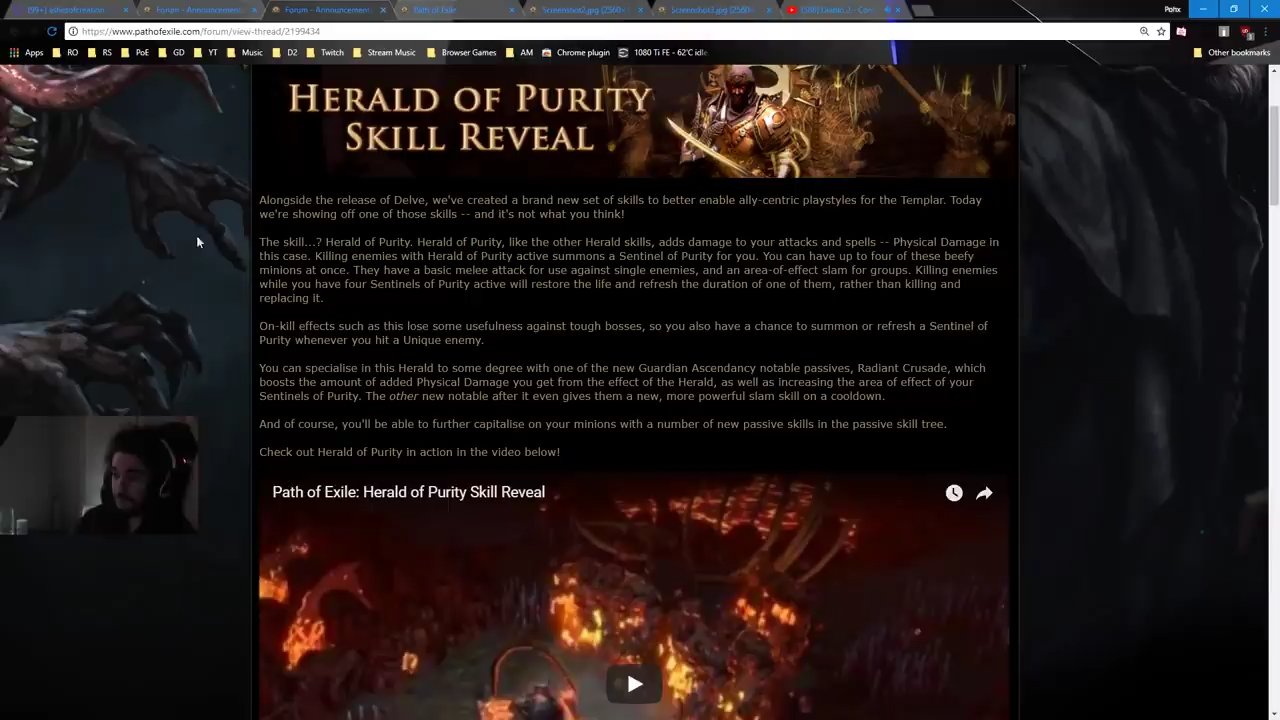 (99+)
Forum - Announcement
Forum - Announcements
Path of Exile
Screenshot2.jpg (2560×
Screenshot3.jpg (2560×
Pohx
https://www.pathofexile.com/forum/view-thread/2199434
Apps RO RS PoE GD YT Music D2 Twitch Stream Music Browser Games AM Chrome plugin 1080 Ti FE - 62°C idle Other bookmarks
HERALD OF PURITY
SKILL REVEAL
Alongside the release of Delve, we've created a brand new set of skills to better enable ally-centric playstyles for the Templar. Today
we're showing off one of those skills -- and it's not what you think!
The skill...? Herald of Purity. Herald of Purity, like the other Herald skills, adds damage to your attacks and spells -- Physical Damage in
this case. Killing enemies with Herald of Purity active summons a Sentinel of Purity for you. You can have up to four of these beefy
minions at once. They have a basic melee attack for use against single enemies, and an area-of-effect slam for groups. Killing enemies
while you have four Sentinels of Purity active will restore the life and refresh the duration of one of them, rather than killing and
replacing it.
On-kill effects such as this lose some usefulness against tough bosses, so you also have a chance to summon or refresh a Sentinel of
Purity whenever you hit a Unique enemy.
You can specialise in this Herald to some degree with one of the new Guardian Ascendancy notable passives, Radiant Crusade, which
boosts the amount of added Physical Damage you get from the effect of the Herald, as well as increasing the area of effect of your
Sentinels of Purity. The other new notable after it even gives them a new, more powerful slam skill on a cooldown.
And of course, you'll be able to further capitalise on your minions with a number of new passive skills in the passive skill tree.
Check out Herald of Purity in action in the video below!
Path of Exile: Herald of Purity Skill Reveal